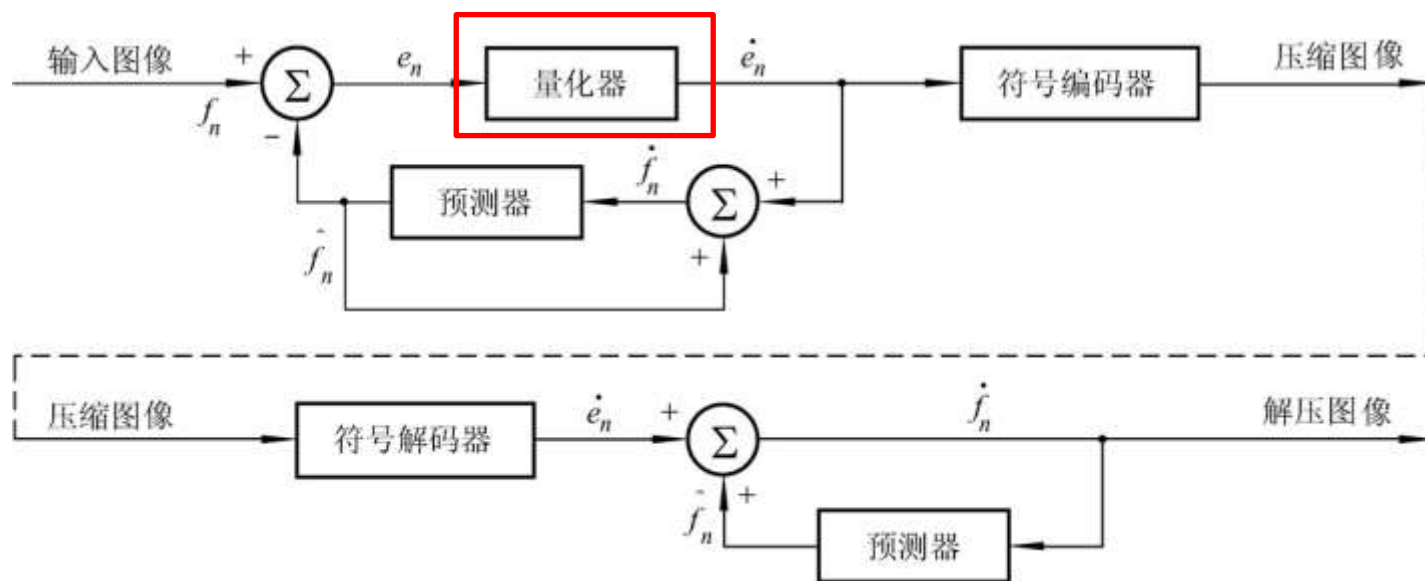 输入图像 + Σ e_n 量化器 ė_n 符号编码器 压缩图像
f_n −
预测器 ḟ_n Σ +
f̂_n +
压缩图像 符号解码器 ė_n + Σ ḟ_n 解压图像
f̂_n + 预测器